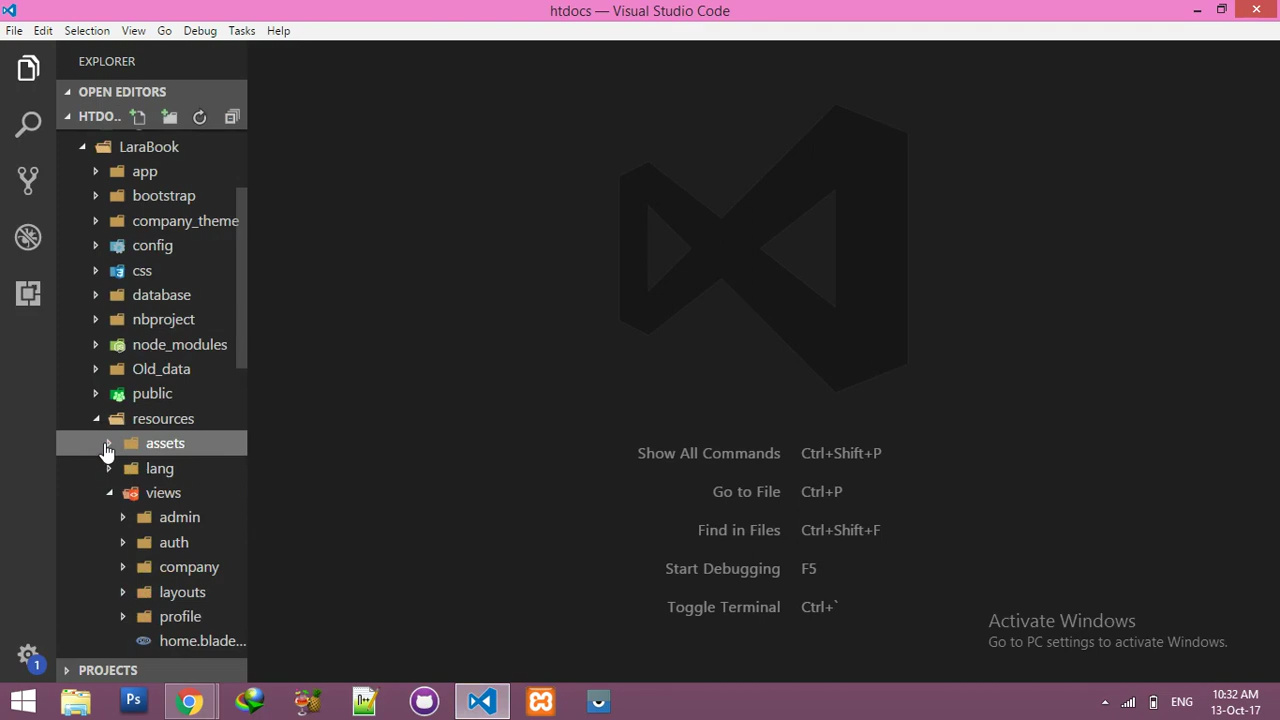 htdocs — Visual Studio Code
File Edit Selection View Go Debug Tasks Help
EXPLORER
OPEN EDITORS
HTDO..
LaraBook
app
bootstrap
company_theme
config
css
database
nbproject
node_modules
Old_data
public
resources
assets
lang
views
admin
auth
company
layouts
profile
home.blade...
PROJECTS
Show All Commands Ctrl+Shift+P
Go to File Ctrl+P
Find in Files Ctrl+Shift+F
Start Debugging F5
Toggle Terminal Ctrl+`
Activate Windows
Go to PC settings to activate Windows.
1
Ps
ENG
10:32 AM
13-Oct-17